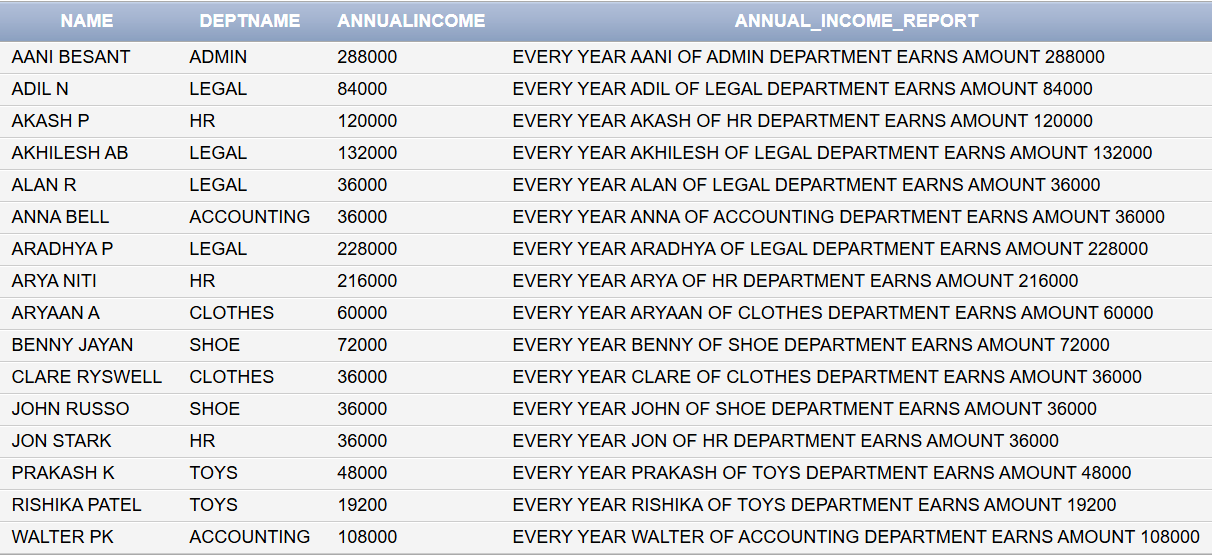 NAME DEPTNAME ANNUALINCOME ANNUAL_INCOME_REPORT
AANI BESANT ADMIN 288000 EVERY YEAR AANI OF ADMIN DEPARTMENT EARNS AMOUNT 288000
ADIL N LEGAL 84000 EVERY YEAR ADIL OF LEGAL DEPARTMENT EARNS AMOUNT 84000
AKASH P HR 120000 EVERY YEAR AKASH OF HR DEPARTMENT EARNS AMOUNT 120000
AKHILESH AB LEGAL 132000 EVERY YEAR AKHILESH OF LEGAL DEPARTMENT EARNS AMOUNT 132000
ALAN R LEGAL 36000 EVERY YEAR ALAN OF LEGAL DEPARTMENT EARNS AMOUNT 36000
ANNA BELL ACCOUNTING 36000 EVERY YEAR ANNA OF ACCOUNTING DEPARTMENT EARNS AMOUNT 36000
ARADHYA P LEGAL 228000 EVERY YEAR ARADHYA OF LEGAL DEPARTMENT EARNS AMOUNT 228000
ARYA NITI HR 216000 EVERY YEAR ARYA OF HR DEPARTMENT EARNS AMOUNT 216000
ARYAAN A CLOTHES 60000 EVERY YEAR ARYAAN OF CLOTHES DEPARTMENT EARNS AMOUNT 60000
BENNY JAYAN SHOE 72000 EVERY YEAR BENNY OF SHOE DEPARTMENT EARNS AMOUNT 72000
CLARE RYSWELL CLOTHES 36000 EVERY YEAR CLARE OF CLOTHES DEPARTMENT EARNS AMOUNT 36000
JOHN RUSSO SHOE 36000 EVERY YEAR JOHN OF SHOE DEPARTMENT EARNS AMOUNT 36000
JON STARK HR 36000 EVERY YEAR JON OF HR DEPARTMENT EARNS AMOUNT 36000
PRAKASH K TOYS 48000 EVERY YEAR PRAKASH OF TOYS DEPARTMENT EARNS AMOUNT 48000
RISHIKA PATEL TOYS 19200 EVERY YEAR RISHIKA OF TOYS DEPARTMENT EARNS AMOUNT 19200
WALTER PK ACCOUNTING 108000 EVERY YEAR WALTER OF ACCOUNTING DEPARTMENT EARNS AMOUNT 108000